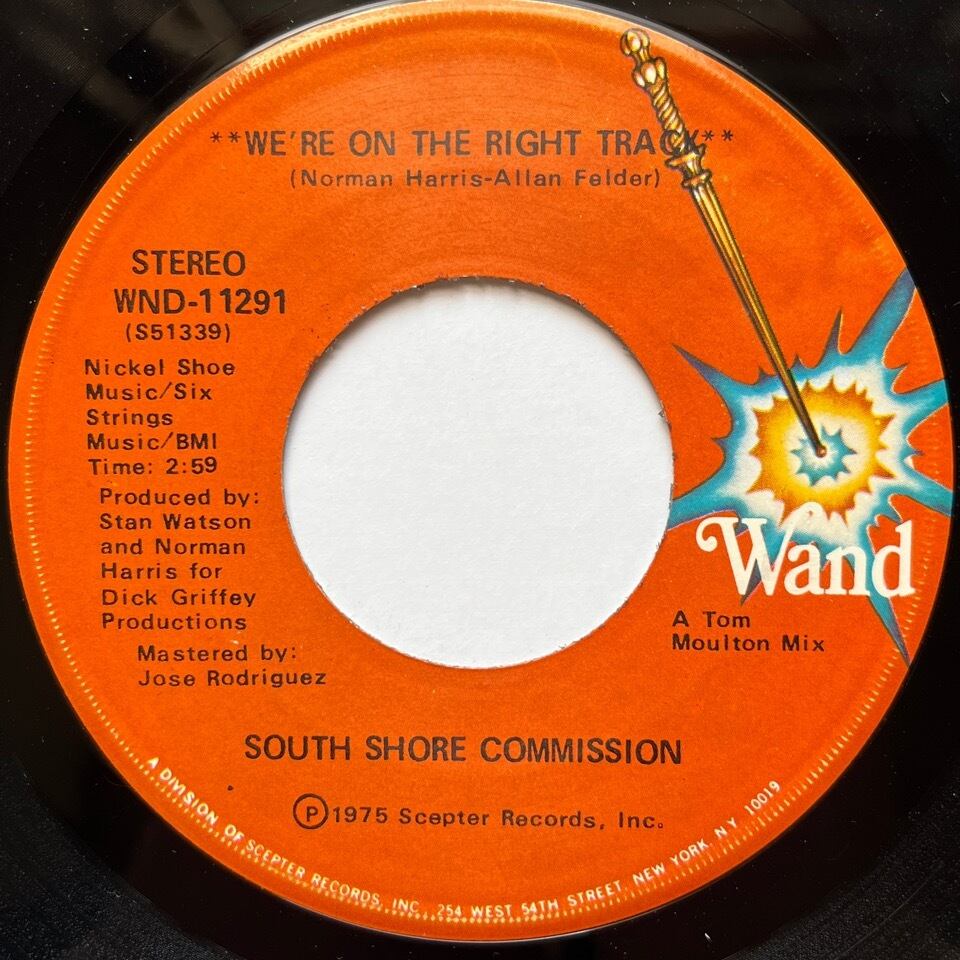 **WE'RE ON THE RIGHT TRACK**
(Norman Harris-Allan Felder)
STEREO
WND-11291
(S51339)
Nickel Shoe
Music/Six
Strings
Music/BMI
Time: 2:59
Produced by:
Stan Watson
and Norman
Harris for
Dick Griffey
Productions
Mastered by:
Jose Rodriguez
Wand
A Tom
Moulton Mix
SOUTH SHORE COMMISSION
Ⓟ1975 Scepter Records, Inc.
A DIVISION OF SCEPTER RECORDS, INC., 254 WEST 54TH STREET, NEW YORK, N.Y. 10019